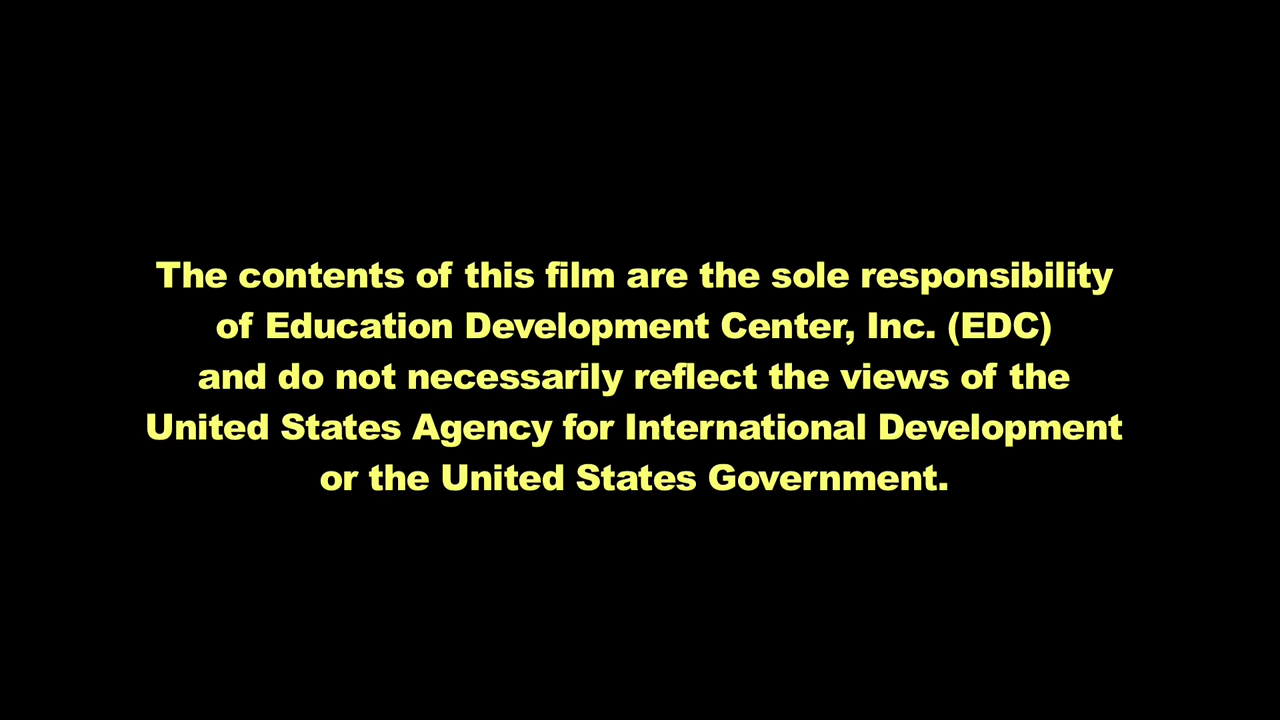 The contents of this film are the sole responsibility
of Education Development Center, Inc. (EDC)
and do not necessarily reflect the views of the
United States Agency for International Development
or the United States Government.